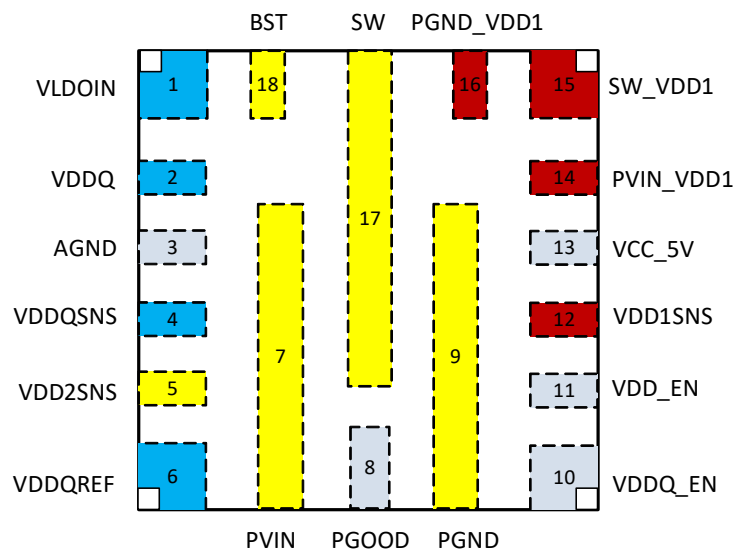 BST SW PGND_VDD1
VLDOIN 1 18 16 15 SW_VDD1
VDDQ 2 14 PVIN_VDD1
17
AGND 3 13 VCC_5V
VDDQSNS 4 12 VDD1SNS
7 9
VDD2SNS 5 11 VDD_EN
8
VDDQREF 6 10 VDDQ_EN
PVIN PGOOD PGND